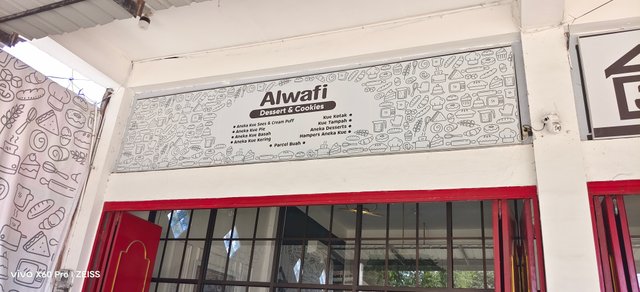 Alwafi
Dessert & Cookies
• Aneka Kue Soes & Cream Puff
• Aneka Kue Pie
• Aneka Kue Basah
• Aneka Kue Kering
Kue Kotak •
Kue Tampah •
Aneka Desserts •
Hampers Aneka Kue •
• Parcel Buah •
vivo X60 Pro | ZEISS